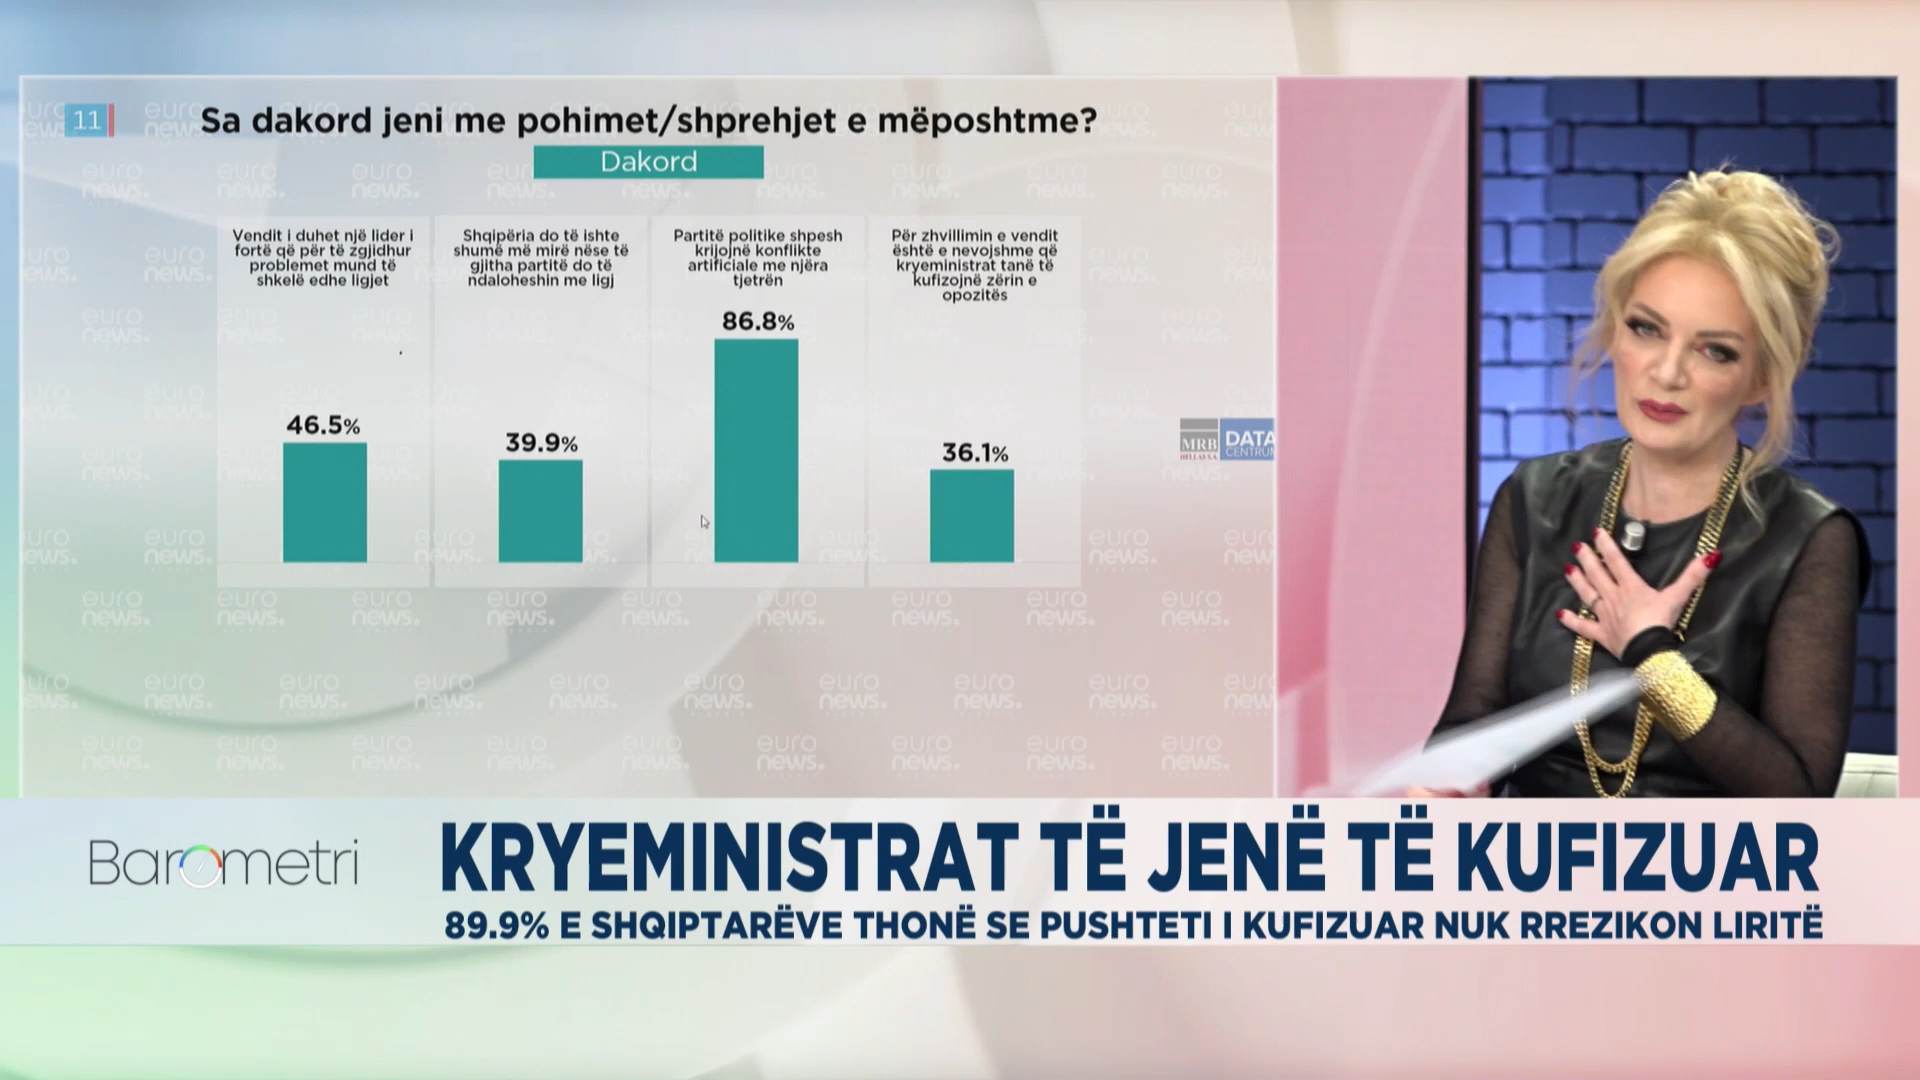 11
Sa dakord jeni me pohimet/shprehjet e mëposhtme?
Dakord
Vendit i duhet një lider i
fortë që për të zgjidhur
problemet mund të
shkelë edhe ligjet
46.5%
Shqipëria do të ishte
shumë më mirë nëse të
gjitha partitë do të
ndaloheshin me ligj
39.9%
Partitë politike shpesh
krijojnë konflikte
artificiale me njëra
tjetrën
86.8%
Për zhvillimin e vendit
është e nevojshme që
kryeministrat tanë të
kufizojnë zërin e
opozitës
36.1%
MRB
HELLAS S.A.
DATA
CENTRUM
euro
news.
Barometri
KRYEMINISTRAT TË JENË TË KUFIZUAR
89.9% E SHQIPTARËVE THONË SE PUSHTETI I KUFIZUAR NUK RREZIKON LIRITË